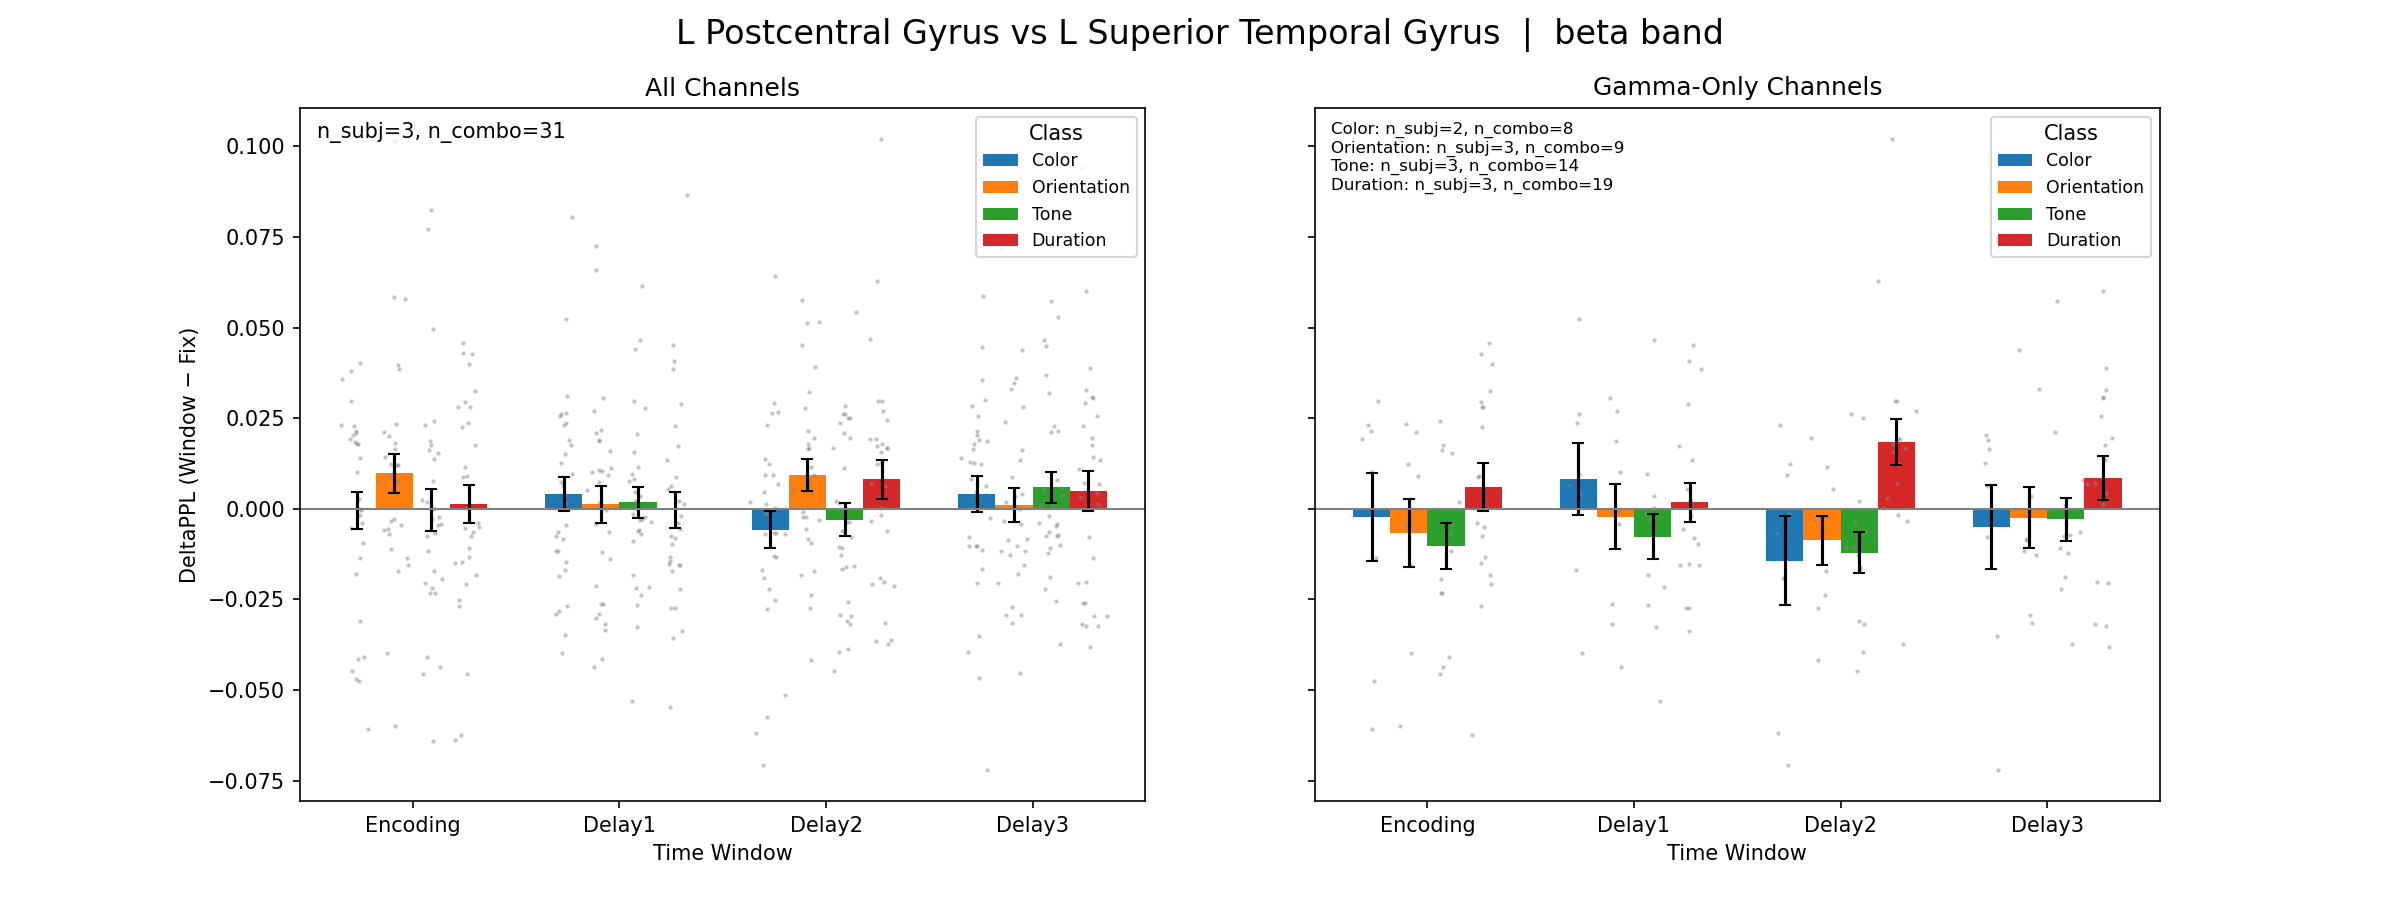 L Postcentral Gyrus vs L Superior Temporal Gyrus | beta band
All Channels
n_subj=3, n_combo=31
Class
Color
Orientation
Tone
Duration
DeltaPPL (Window − Fix)
0.100
0.075
0.050
0.025
0.000
−0.025
−0.050
−0.075
Encoding
Delay1
Delay2
Delay3
Time Window
Gamma-Only Channels
Color: n_subj=2, n_combo=8
Orientation: n_subj=3, n_combo=9
Tone: n_subj=3, n_combo=14
Duration: n_subj=3, n_combo=19
Class
Color
Orientation
Tone
Duration
Encoding
Delay1
Delay2
Delay3
Time Window